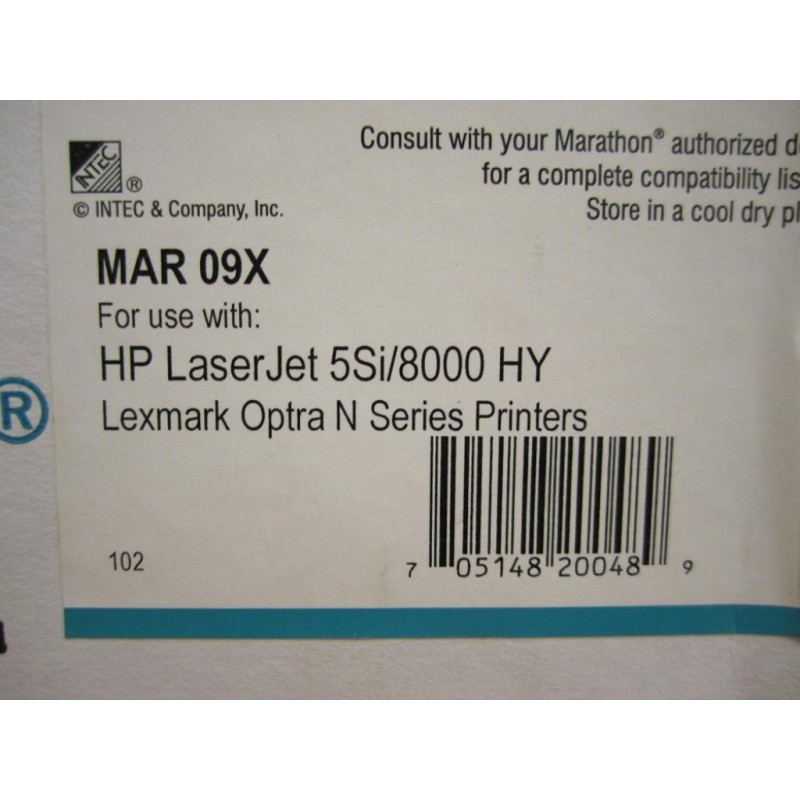 INTEC ®
© INTEC & Company, Inc.
Consult with your Marathon® authorized
for a complete compatibility
Store in a cool dry
MAR 09X
For use with:
HP LaserJet 5Si/8000 HY
Lexmark Optra N Series Printers
®
102
7 05148 20048 9